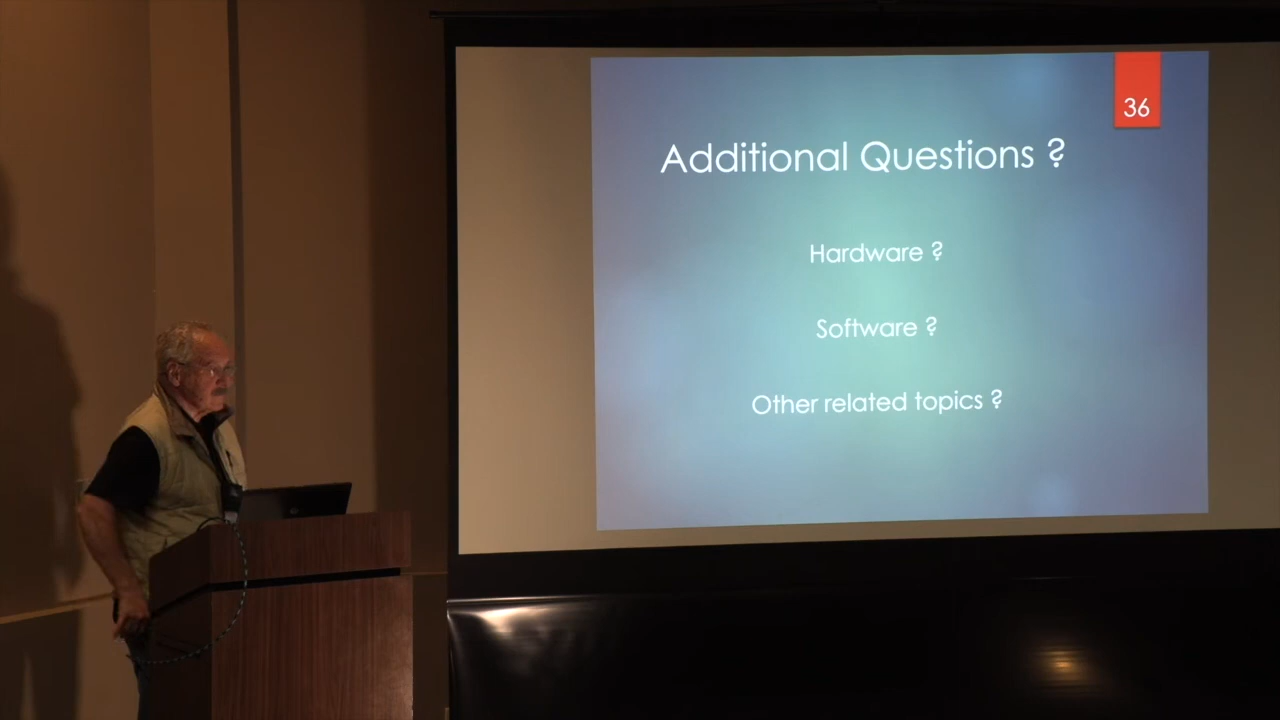 36
Additional Questions ?
Hardware ?
Software ?
Other related topics ?